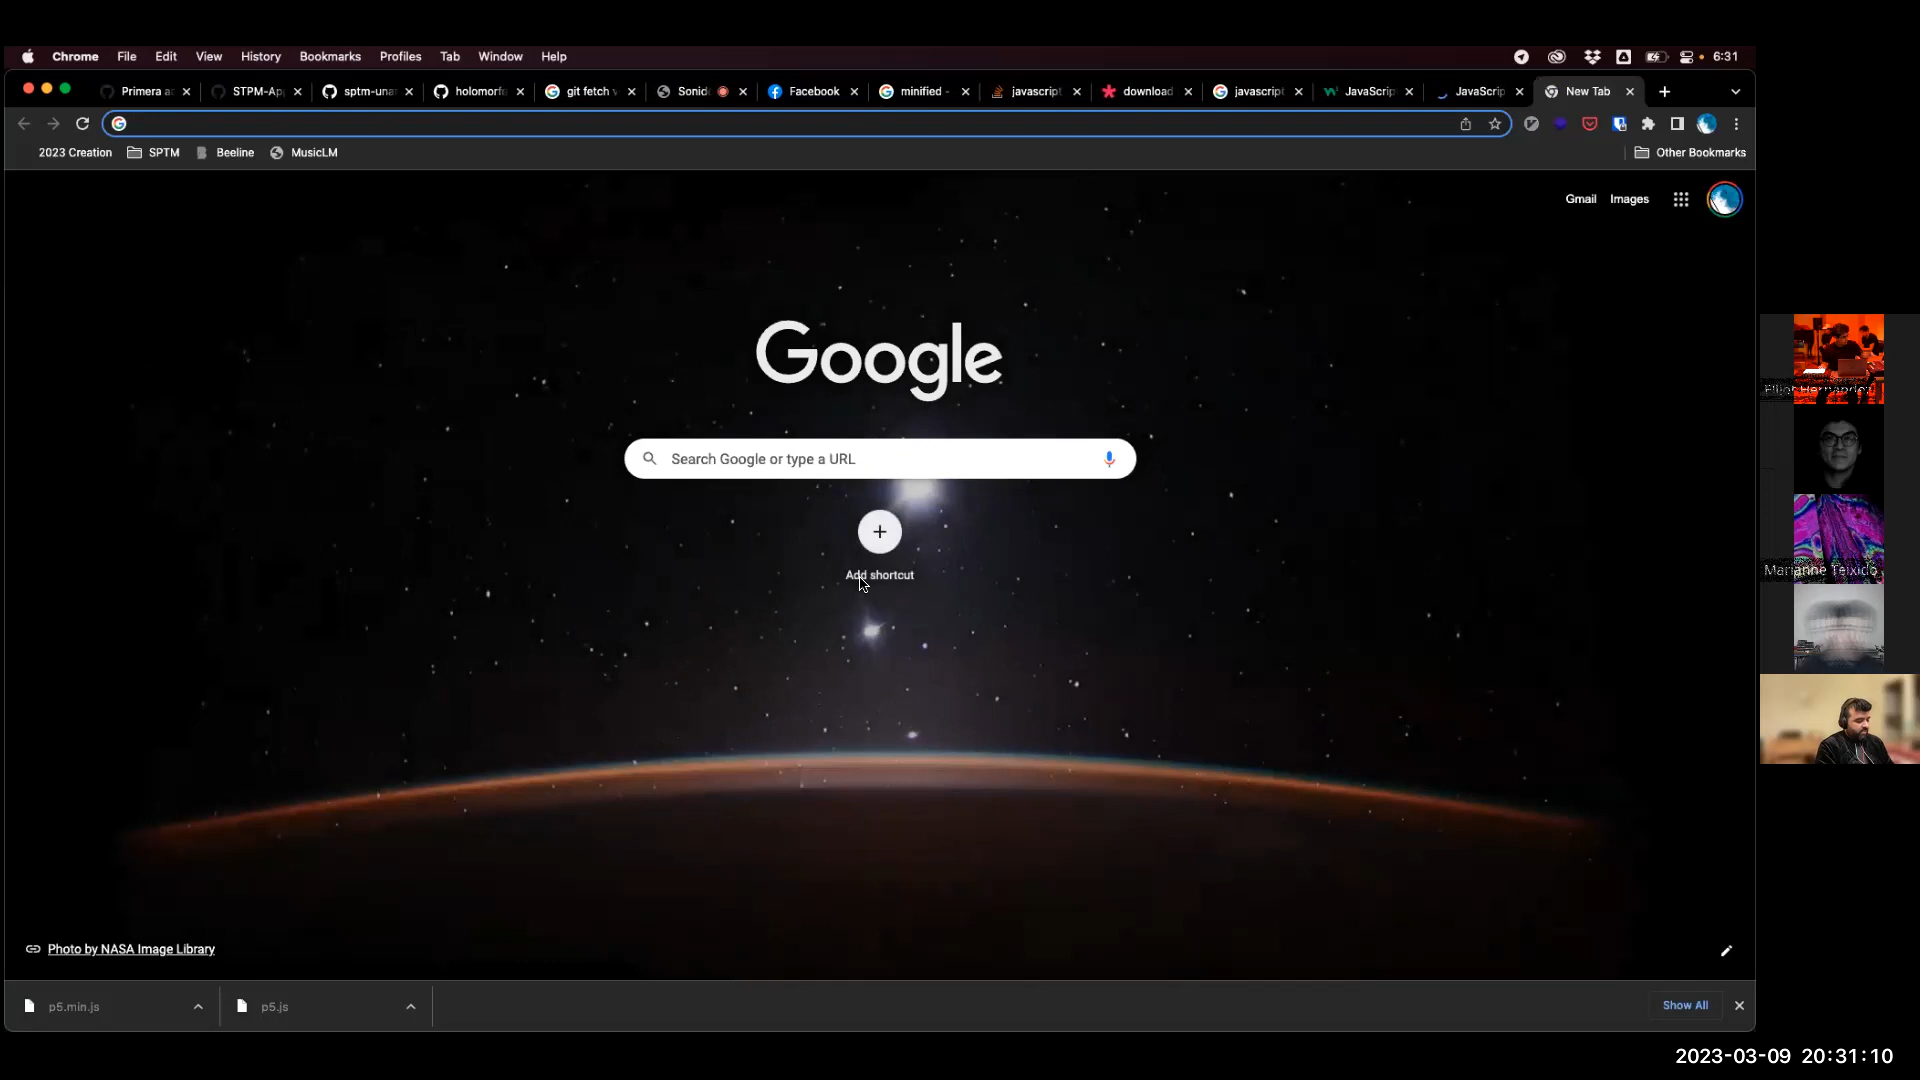 Chrome File Edit View History Bookmarks Profiles Tab Window Help 6:31
Primera a STPM-Ap sptm-una holomorf git fetch v Sonid Facebook minified - javascript download javascript JavaScrip JavaScrip New Tab
2023 Creation SPTM Beeline MusicLM Other Bookmarks
Gmail Images
Google
Search Google or type a URL
Add shortcut
Elliot Hernandez
Marianne Teixido
Photo by NASA Image Library
p5.min.js p5.js Show All
2023-03-09 20:31:10